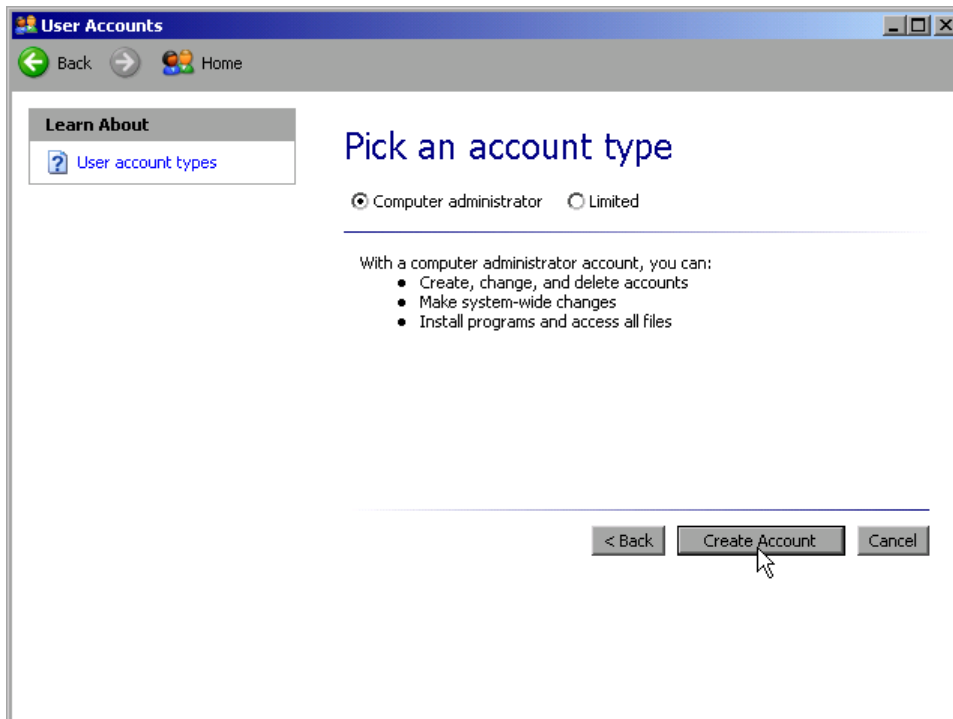 User Accounts
Back Home
Learn About
User account types
Pick an account type
Computer administrator Limited
With a computer administrator account, you can:
● Create, change, and delete accounts
● Make system-wide changes
● Install programs and access all files
< Back Create Account Cancel